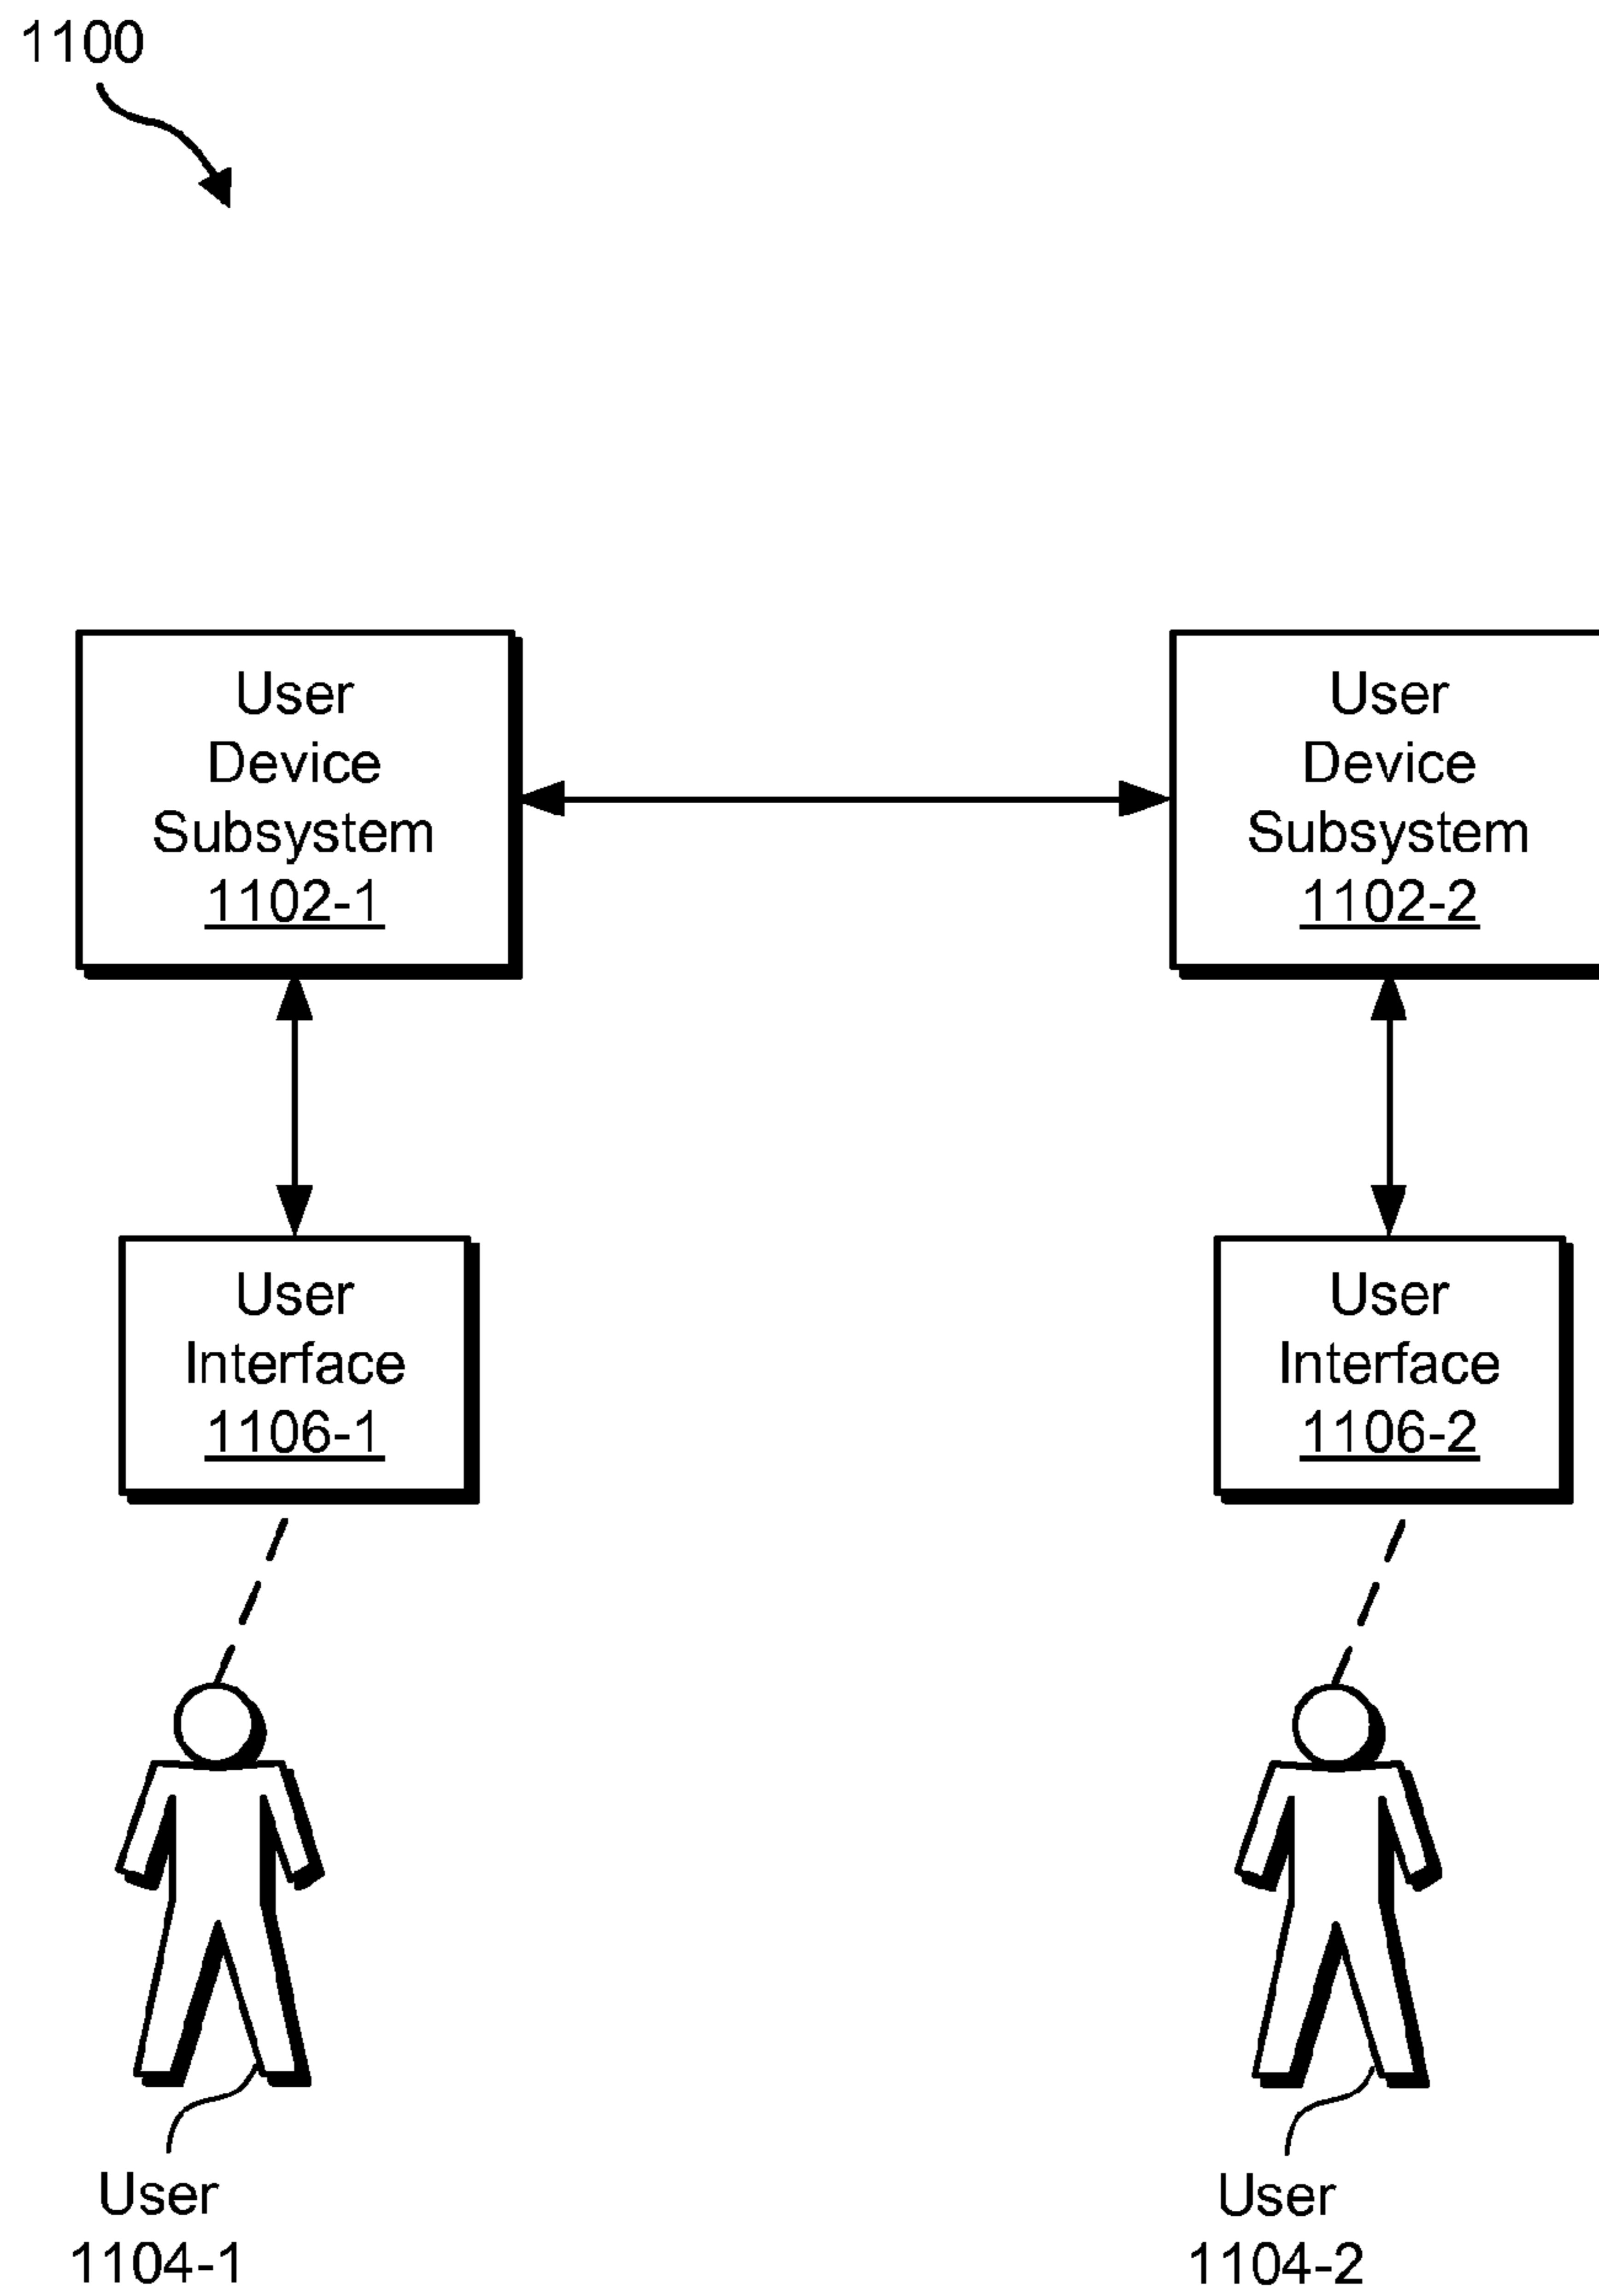 1100
User
Device
Subsystem
1102-1
User
Device
Subsystem
1102-2
User
Interface
1106-1
User
Interface
1106-2
User
1104-1
User
1104-2